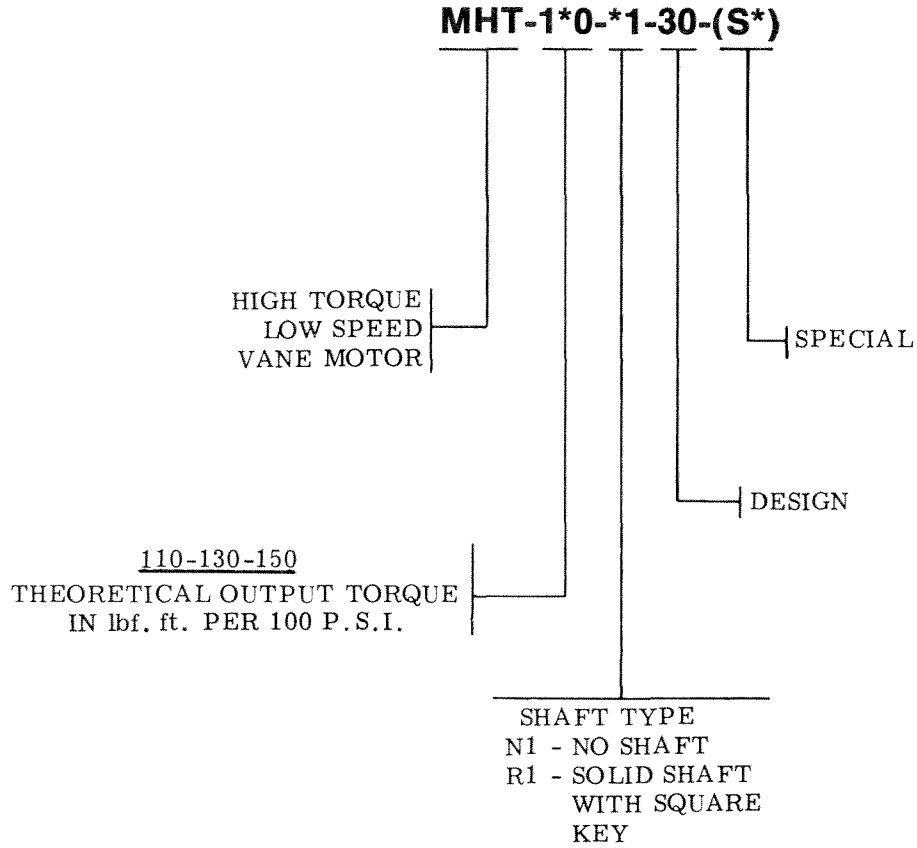 MHT-1*0-*1-30-(S*)
HIGH TORQUE
LOW SPEED
VANE MOTOR
SPECIAL
DESIGN
110-130-150
THEORETICAL OUTPUT TORQUE
IN lbf. ft. PER 100 P.S.I.
SHAFT TYPE
N1 - NO SHAFT
R1 - SOLID SHAFT
WITH SQUARE
KEY